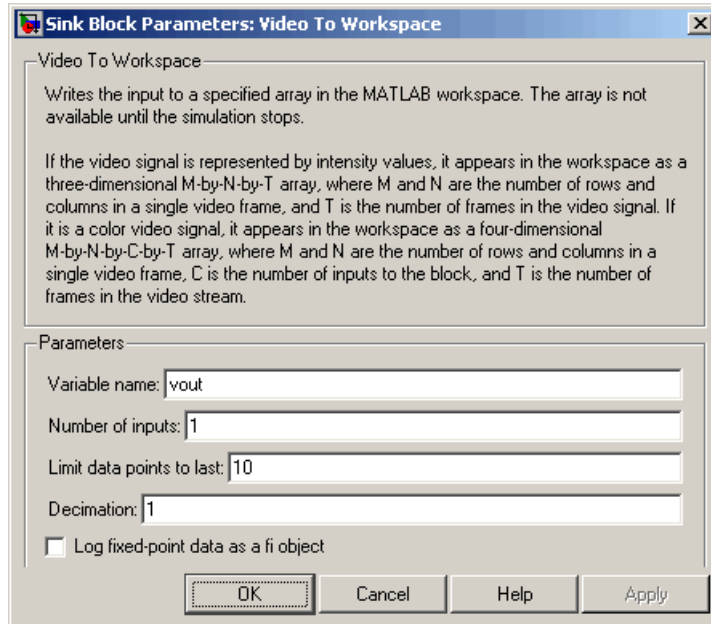 Sink Block Parameters: Video To Workspace
Video To Workspace
Writes the input to a specified array in the MATLAB workspace. The array is not
available until the simulation stops.
If the video signal is represented by intensity values, it appears in the workspace as a
three-dimensional M-by-N-by-T array, where M and N are the number of rows and
columns in a single video frame, and T is the number of frames in the video signal. If
it is a color video signal, it appears in the workspace as a four-dimensional
M-by-N-by-C-by-T array, where M and N are the number of rows and columns in a
single video frame, C is the number of inputs to the block, and T is the number of
frames in the video stream.
Parameters
Variable name: vout
Number of inputs: 1
Limit data points to last: 10
Decimation: 1
Log fixed-point data as a fi object
OK Cancel Help Apply